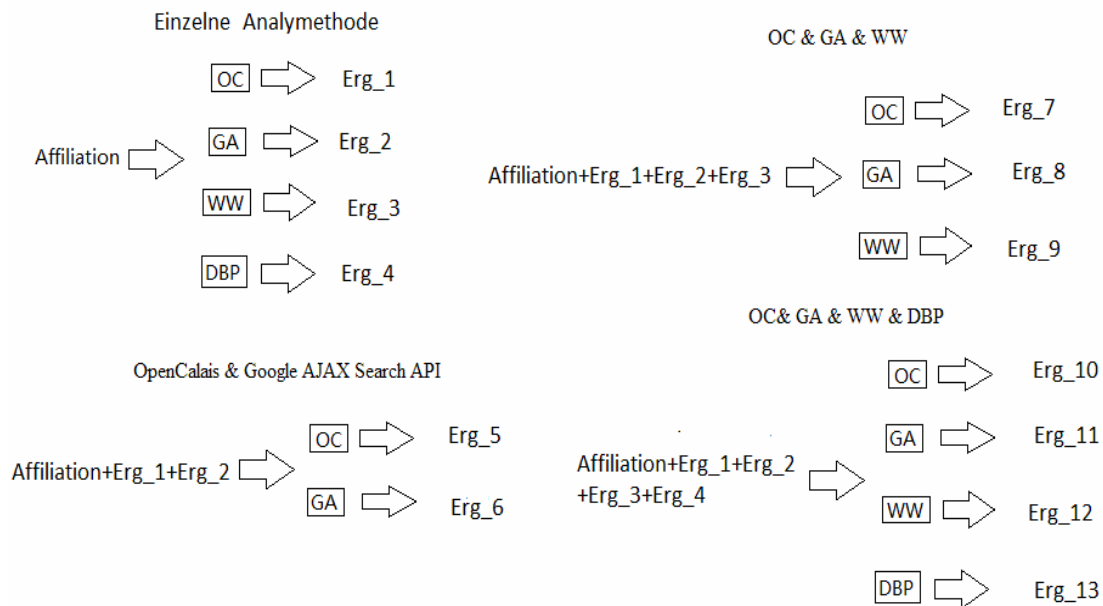 Einzelne Analymethode
OC Erg_1
GA Erg_2
Affiliation
WW Erg_3
DBP Erg_4
OC & GA & WW
OC Erg_7
Affiliation+Erg_1+Erg_2+Erg_3 GA Erg_8
WW Erg_9
OpenCalais & Google AJAX Search API
OC Erg_5
Affiliation+Erg_1+Erg_2
GA Erg_6
OC& GA & WW & DBP
OC Erg_10
GA Erg_11
Affiliation+Erg_1+Erg_2
+Erg_3+Erg_4
WW Erg_12
DBP Erg_13